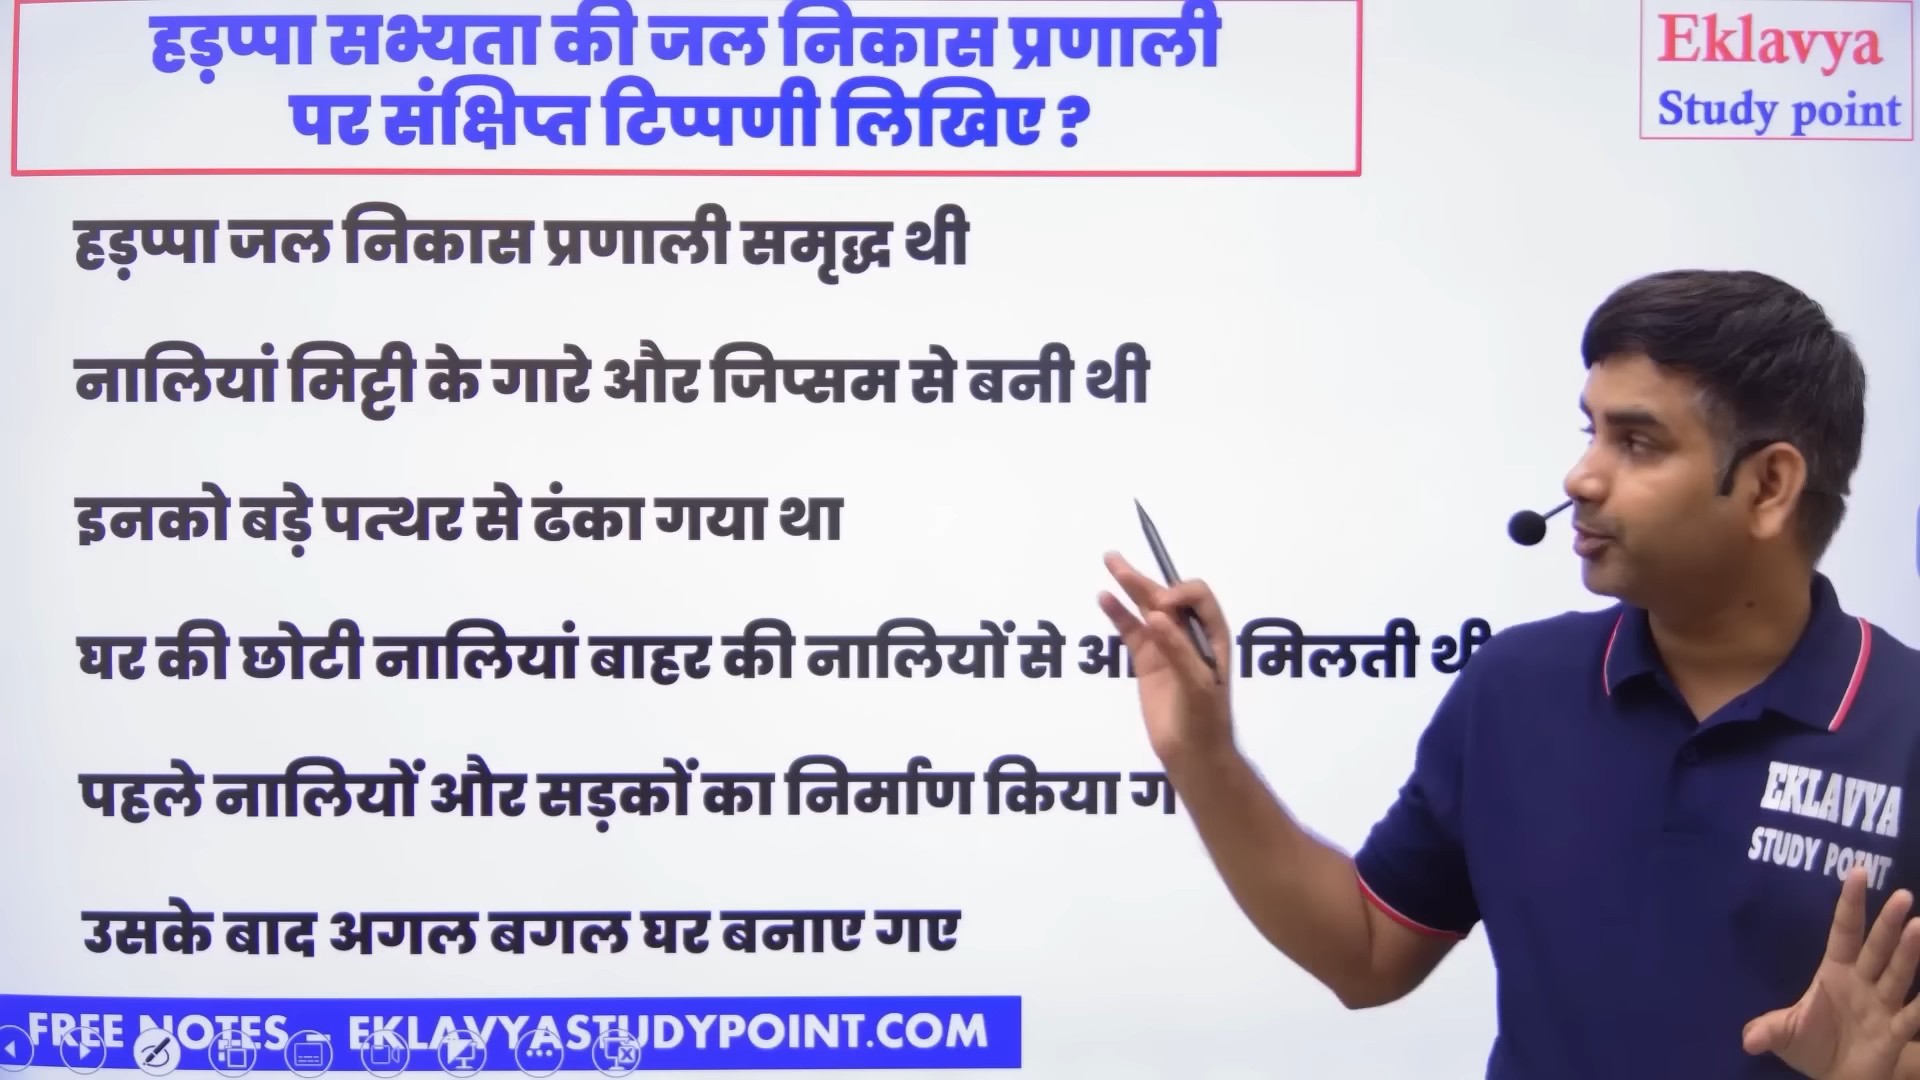 हड़प्पा सभ्यता की जल निकास प्रणाली
पर संक्षिप्त टिप्पणी लिखिए ?
Eklavya
Study point
हड़प्पा जल निकास प्रणाली समृद्ध थी
नालियां मिट्टी के गारे और जिप्सम से बनी थी
इनको बड़े पत्थर से ढंका गया था
घर की छोटी नालियां बाहर की नालियों से मिलती थी
पहले नालियों और सड़कों का निर्माण किया
उसके बाद अगल बगल घर बनाए गए
EKLAVYA
STUDY POINT
FREE NOTES - EKLAVYASTUDYPOINT.COM